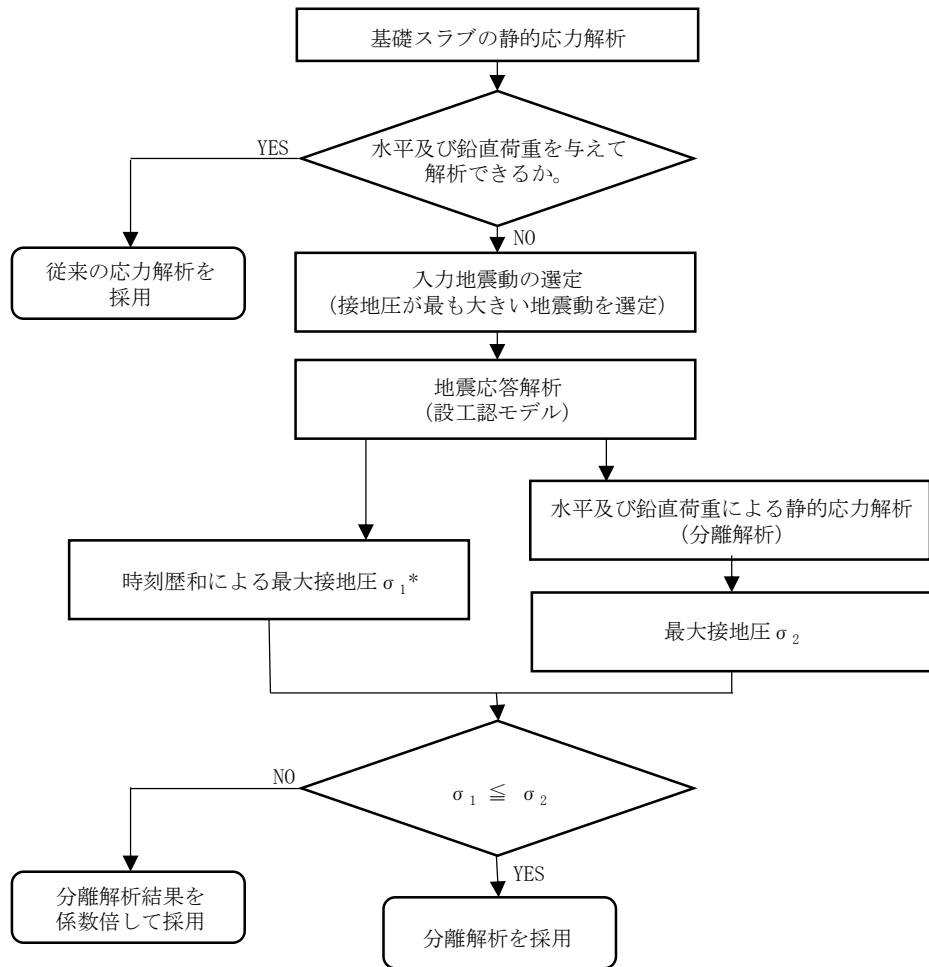 基礎スラブの静的応力解析
水平及び鉛直荷重を与えて
解析できるか。
YES
NO
従来の応力解析を
採用
入力地震動の選定
(接地圧が最も大きい地震動を選定)
地震応答解析
(設工認モデル)
水平及び鉛直荷重による静的応力解析
(分離解析)
時刻歴和による最大接地圧σ₁*
最大接地圧σ₂
σ₁ ≦ σ₂
NO
YES
分離解析結果を
係数倍して採用
分離解析を採用